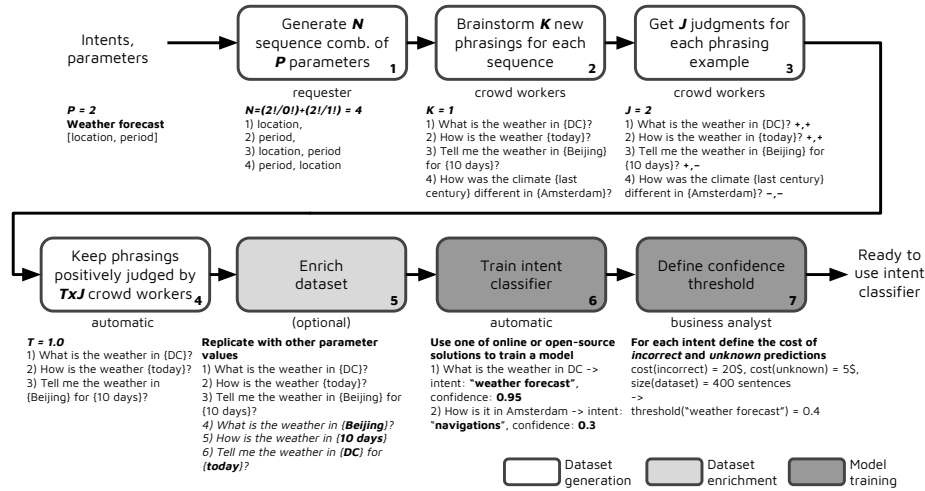 Intents,
parameters
Generate N
sequence comb. of
P parameters
1
Brainstorm K new
phrasings for each
sequence
2
Get J judgments for
each phrasing
example
3
requester
crowd workers
crowd workers
P = 2
Weather forecast
[location, period]
N=(2!/0!)+(2!/1!) = 4
1) location,
2) period,
3) location, period
4) period, location
K = 1
1) What is the weather in {DC}?
2) How is the weather {today}?
3) Tell me the weather in {Beijing}
for {10 days}?
4) How was the climate {last
century} different in {Amsterdam}?
J = 2
1) What is the weather in {DC}? +,+
2) How is the weather {today}? +,+
3) Tell me the weather in {Beijing} for
{10 days}? +,–
4) How was the climate {last century}
different in {Amsterdam}? –,–
Keep phrasings
positively judged by
TxJ crowd workers
4
Enrich
dataset
5
Train intent
classifier
6
Define confidence
threshold
7
Ready to
use intent
classifier
automatic
(optional)
automatic
business analyst
T = 1.0
1) What is the weather in {DC}?
2) How is the weather {today}?
3) Tell me the weather in
{Beijing} for {10 days}?
Replicate with other parameter
values
1) What is the weather in {DC}?
2) How is the weather {today}?
3) Tell me the weather in {Beijing} for
{10 days}?
4) What is the weather in {Beijing}?
5) How is the weather {10 days}
6) Tell me the weather in {DC} for
{today}?
Use one of online or open-source
solutions to train a model
1) What is the weather in DC ->
intent: "weather forecast",
confidence: 0.95
2) How is it in Amsterdam -> intent:
"navigations", confidence: 0.3
For each intent define the cost of
incorrect and unknown predictions
cost(incorrect) = 20$, cost(unknown) = 5$,
size(dataset) = 400 sentences
->
threshold("weather forecast") = 0.4
Dataset
generation
Dataset
enrichment
Model
training